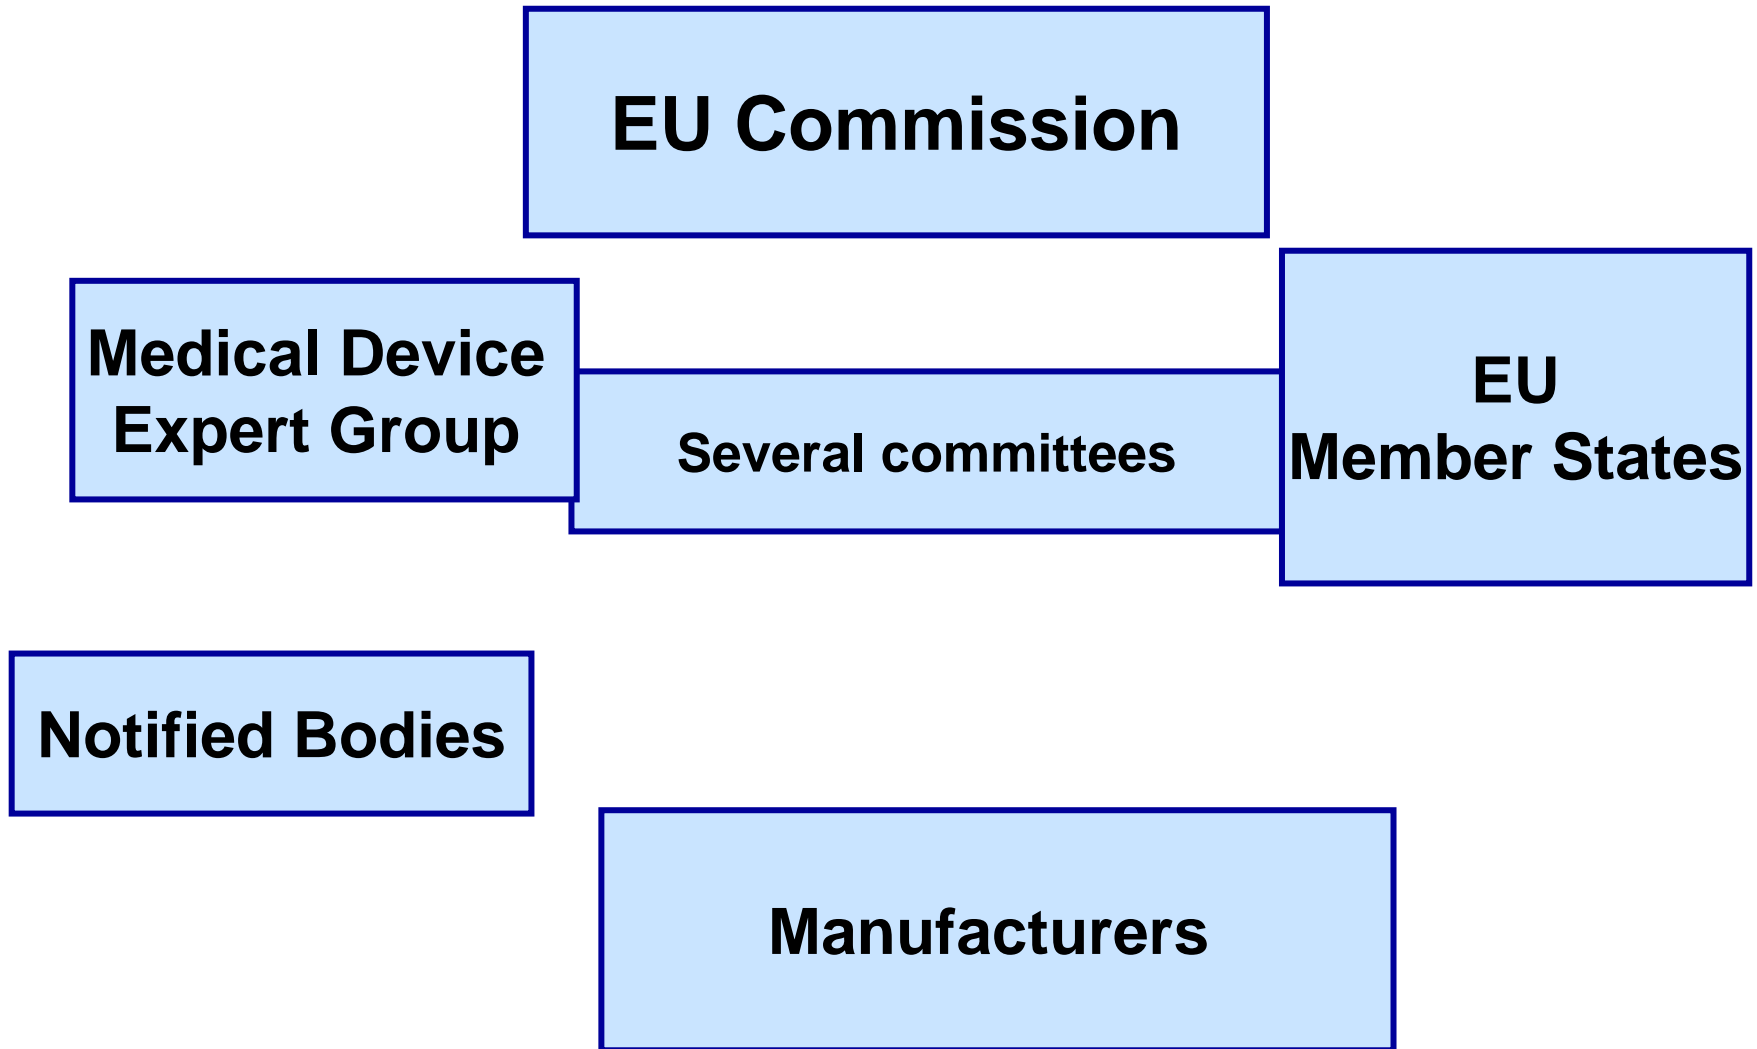 EU Commission
Medical Device
Expert Group
Several committees
EU
Member States
Notified Bodies
Manufacturers